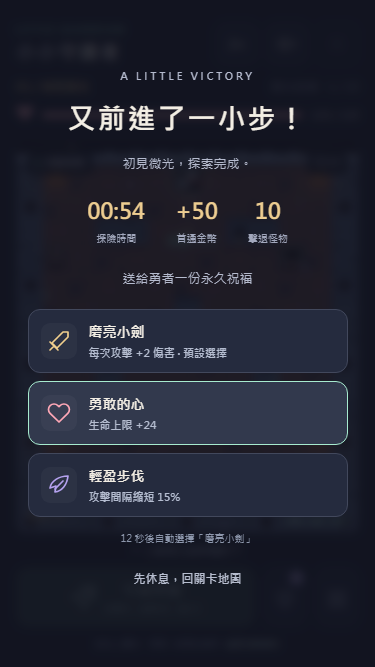 A LITTLE VICTORY
又前進了一小步！
初見微光，探索完成。
00:54 +50 10
探險時間 首通金幣 擊退怪物
送給勇者一份永久祝福
磨亮小劍
每次攻擊 +2 傷害 · 預設選擇
勇敢的心
生命上限 +24
輕盈步伐
攻擊間隔縮短 15%
12 秒後自動選擇「磨亮小劍」
先休息，回關卡地圖